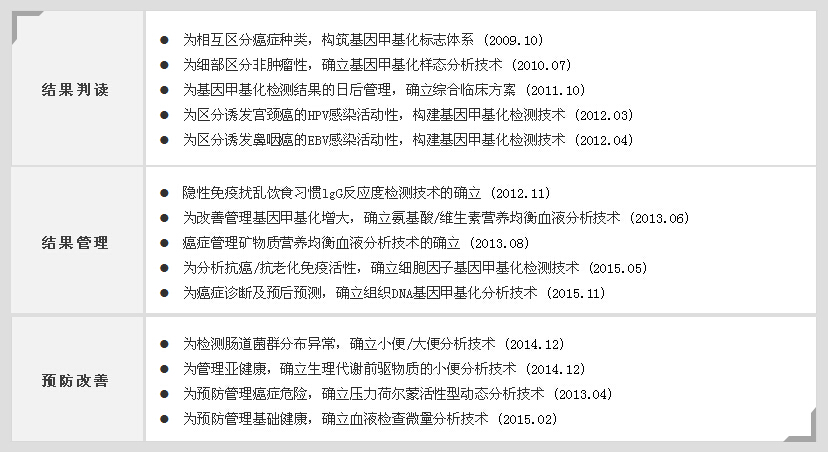 结果判读
● 为相互区分癌症种类，构筑基因甲基化标志体系 (2009.10)
● 为细部区分非肿瘤性，确立基因甲基化样态分析技术 (2010.07)
● 为基因甲基化检测结果的日后管理，确立综合临床方案 (2011.10)
● 为区分诱发宫颈癌的HPV感染活动性，构建基因甲基化检测技术 (2012.03)
● 为区分诱发鼻咽癌的EBV感染活动性，构建基因甲基化检测技术 (2012.04)
结果管理
● 隐性免疫扰乱饮食习惯lgG反应度检测技术的确立 (2012.11)
● 为改善管理基因甲基化增大，确立氨基酸/维生素营养均衡血液分析技术 (2013.06)
● 癌症管理矿物质营养均衡血液分析技术的确立 (2013.08)
● 为分析抗癌/抗老化免疫活性，确立细胞因子基因甲基化检测技术 (2015.05)
● 为癌症诊断及预后预测，确立组织DNA基因甲基化分析技术 (2015.11)
预防改善
● 为检测肠道菌群分布异常，确立小便/大便分析技术 (2014.12)
● 为管理亚健康，确立生理代谢前驱物质的小便分析技术 (2014.12)
● 为预防管理癌症危险，确立压力荷尔蒙活性型动态分析技术 (2013.04)
● 为预防管理基础健康，确立血液检查微量分析技术 (2015.02)